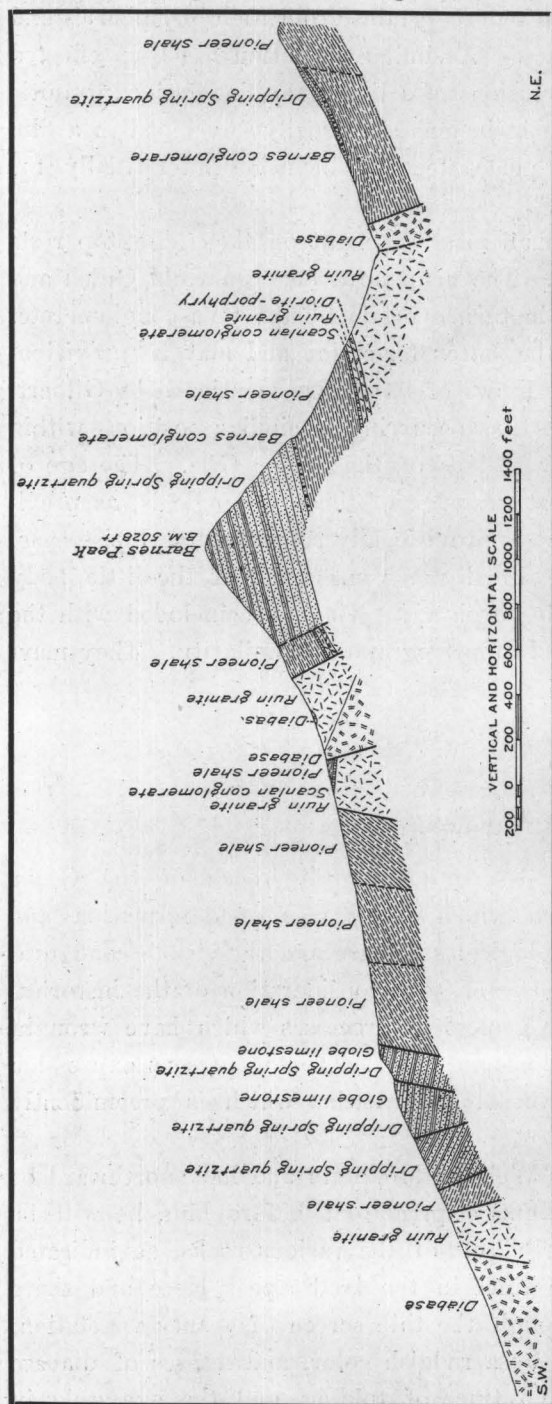 S.W.
Diabase
Ruin granite
Pioneer shale
Dripping Spring quartzite
Dripping Spring quartzite
Globe limestone
Dripping Spring quartzite
Globe limestone
Pioneer shale
Pioneer shale
Pioneer shale
Ruin granite
Scanlan conglomerate
Pioneer shale
Diabase
Diabas.
Ruin granite
Pioneer shale
Barnes Peak
B.M. 5028 ft
Dripping Spring quartzite
Barnes conglomerate
Pioneer shale
Scanlan conglomerate
Ruin granite
Diorite-porphyry
Ruin granite
Diabase
Barnes conglomerate
Dripping Spring quartzite
Pioneer shale
N.E.
VERTICAL AND HORIZONTAL SCALE
200 0 200 400 600 800 1000 1200 1400 feet